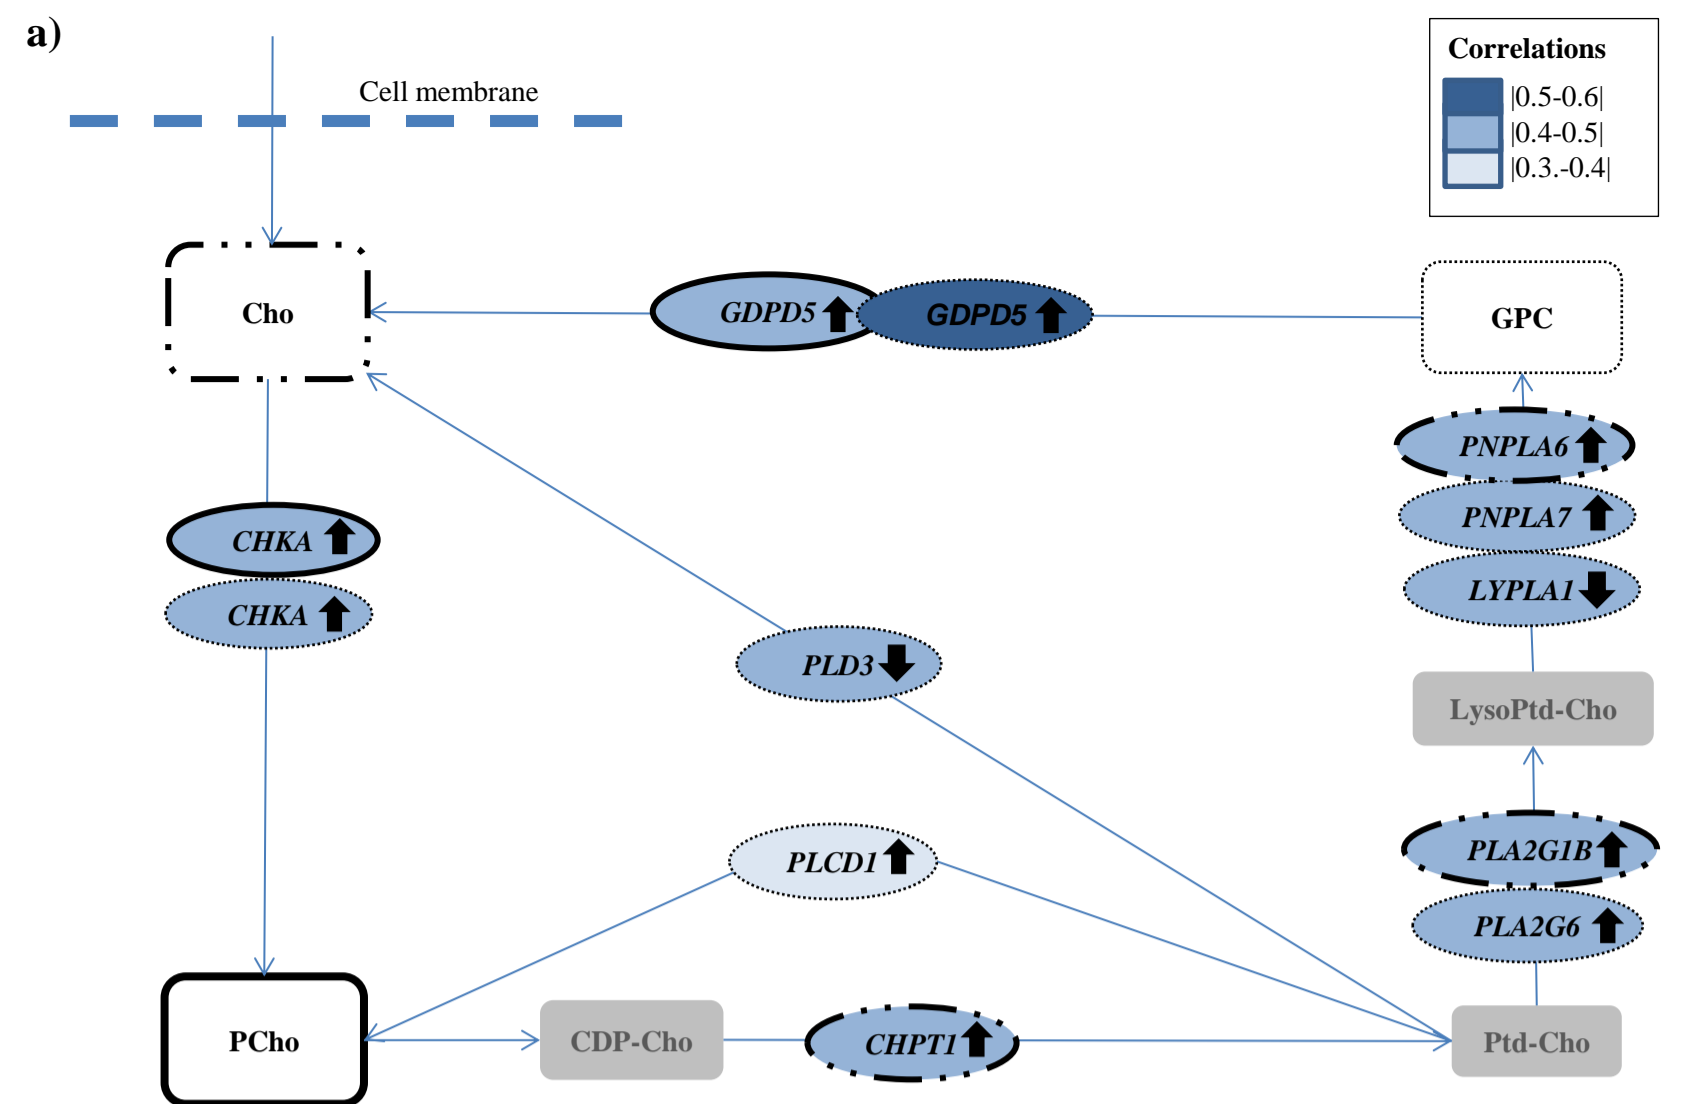 a)
Cell membrane
Correlations
|0.5-0.6|
|0.4-0.5|
|0.3.-0.4|
Cho
GDPD5
GDPD5
GPC
PNPLA6
PNPLA7
LYPLA1
CHKA
CHKA
PLD3
LysoPtd-Cho
PLCD1
PLA2G1B
PLA2G6
PCho
CDP-Cho
CHPT1
Ptd-Cho